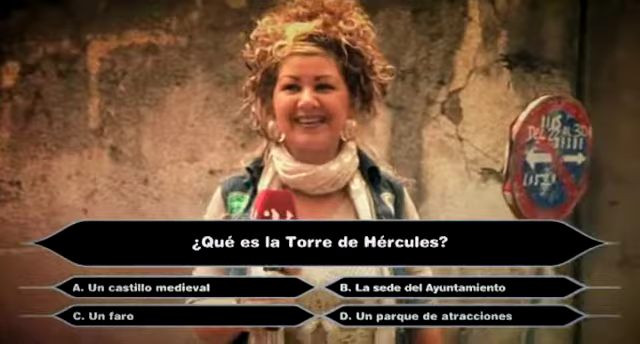 ¿Qué es la Torre de Hércules?
A. Un castillo medieval
B. La sede del Ayuntamiento
C. Un faro
D. Un parque de atracciones